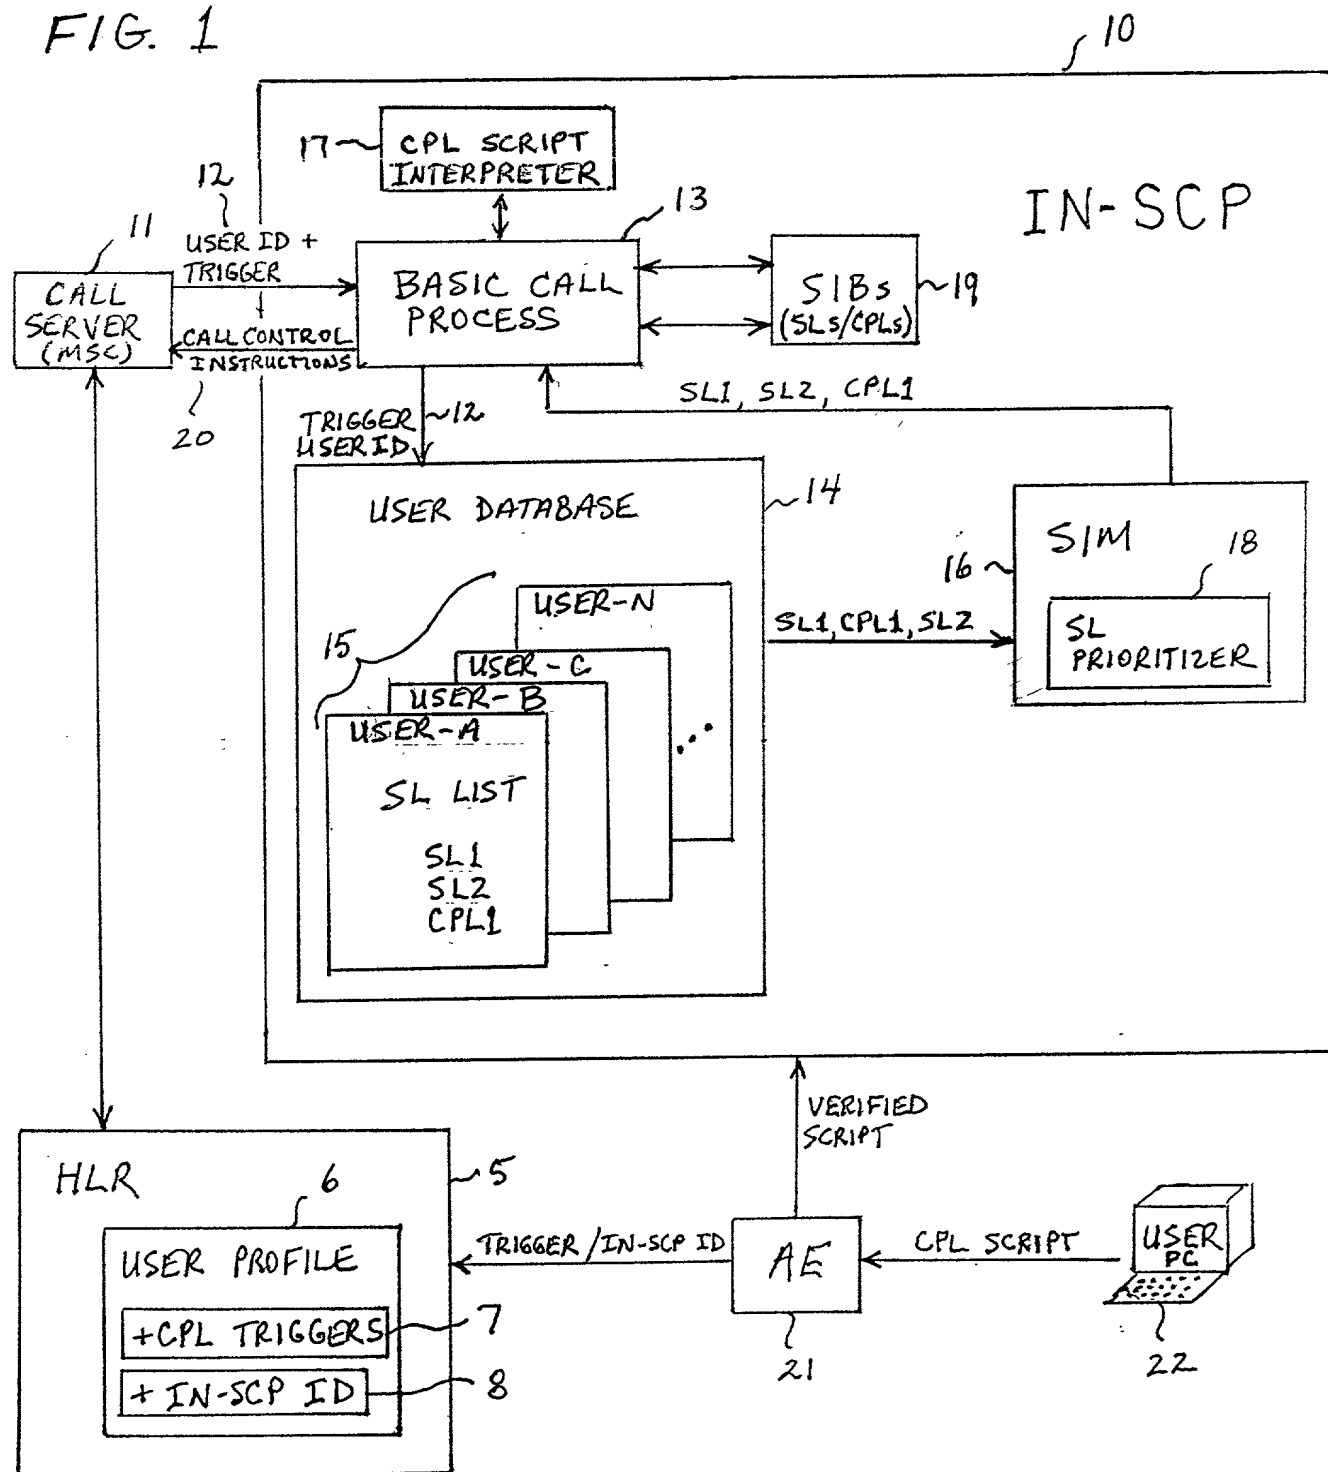 FIG. 1
10
17
CPL SCRIPT
INTERPRETER
IN-SCP
12
11
USER ID +
TRIGGER
13
CALL
SERVER
(MSC)
BASIC CALL
PROCESS
SIBs
(SLs/CPLs)
19
CALL CONTROL
INSTRUCTIONS
20
SL1, SL2, CPL1
TRIGGER
USER ID
12
USER DATABASE
14
SIM
16
18
SL
PRIORITIZER
SL1, CPL1, SL2
15
USER-N
USER-C
USER-B
USER-A
...
SL LIST
SL1
SL2
CPL1
VERIFIED
SCRIPT
HLR
5
6
USER PROFILE
+CPL TRIGGERS
7
+ IN-SCP ID
8
TRIGGER/IN-SCP ID
AE
21
CPL SCRIPT
USER
PC
22